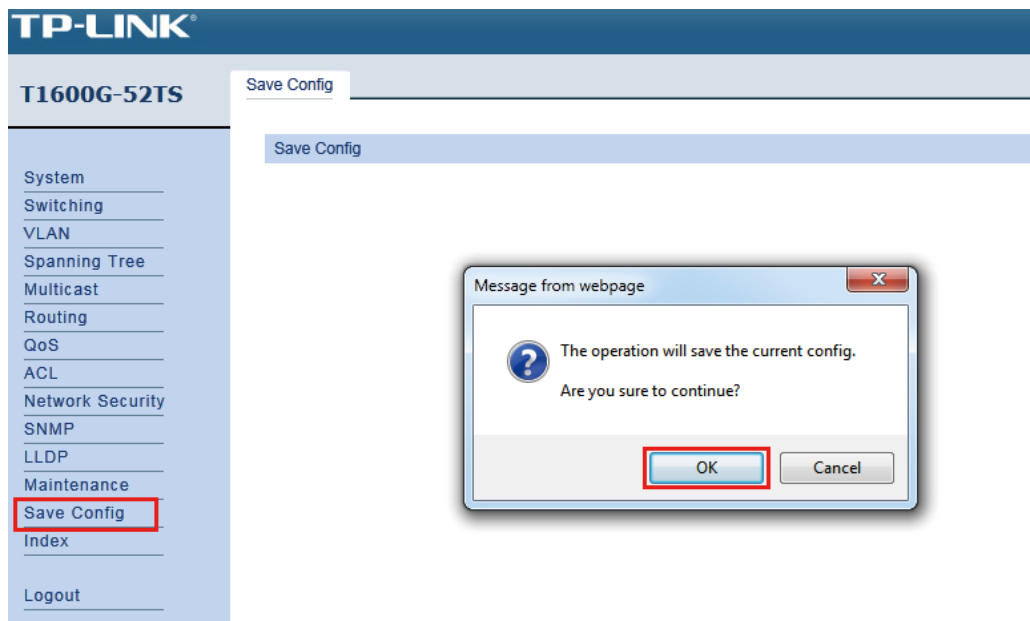 TP-LINK®
T1600G-52TS
Save Config
Save Config
System
Switching
VLAN
Spanning Tree
Multicast
Routing
QoS
ACL
Network Security
SNMP
LLDP
Maintenance
Save Config
Index
Logout
Message from webpage
X
The operation will save the current config.
Are you sure to continue?
OK
Cancel